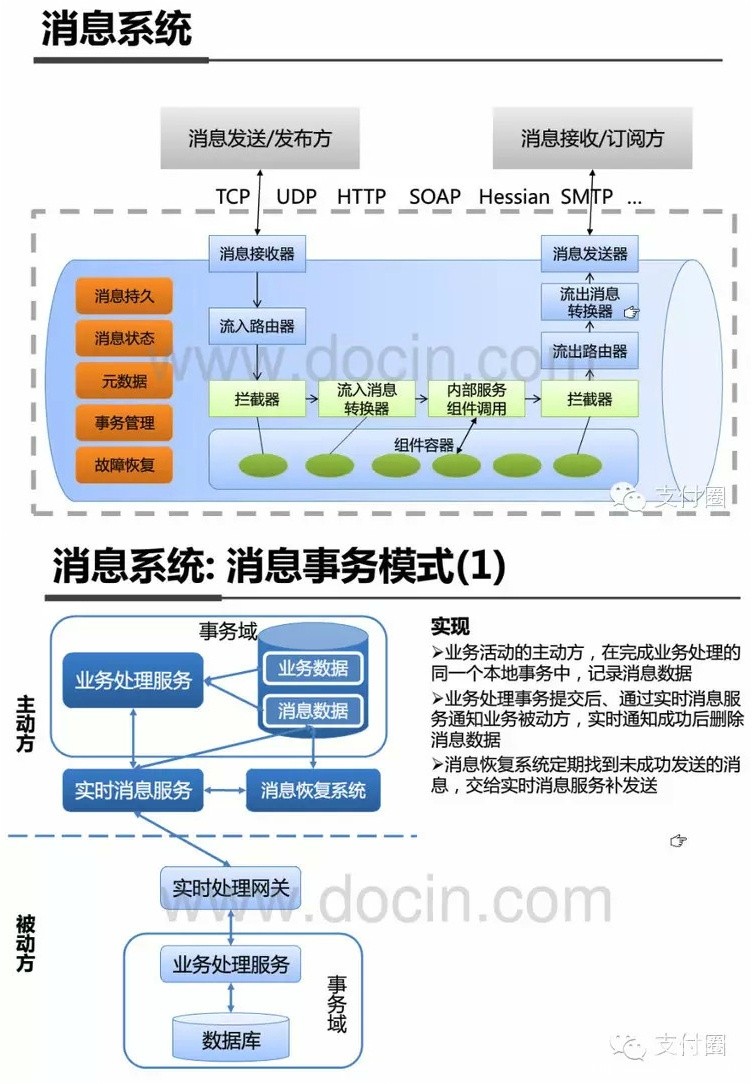 消息系统
消息发送/发布方
消息接收/订阅方
TCP UDP HTTP SOAP Hessian SMTP ...
消息接收器
消息发送器
消息持久
流出消息
转换器
消息状态
流入路由器
流出路由器
www.docin.com
元数据
拦截器
流入消息
转换器
内部服务
组件调用
拦截器
事务管理
组件容器
故障恢复
支付圈
消息系统: 消息事务模式(1)
主动方
事务域
业务处理服务
业务数据
消息数据
实时消息服务
消息恢复系统
实现
➢业务活动的主动方，在完成业务处理的
同一个本地事务中，记录消息数据
➢业务处理事务提交后、通过实时消息服
务通知业务被动方，实时通知成功后删除
消息数据
➢消息恢复系统定期找到未成功发送的消
息，交给实时消息服务补发送
被动方
实时处理网关
www.docin.com
业务处理服务
事务域
数据库
支付圈